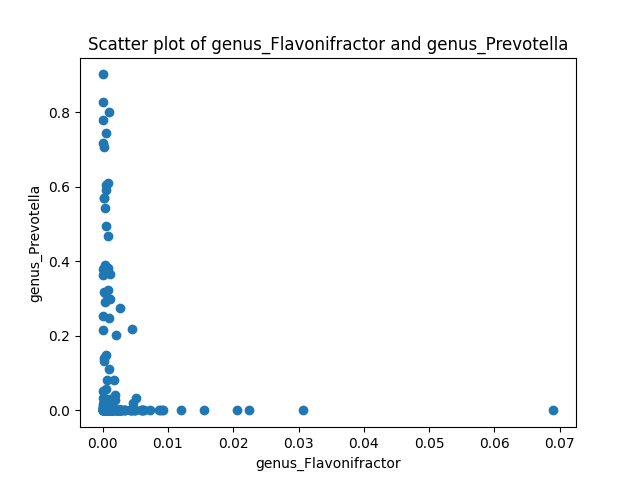 Scatter plot of genus_Flavonifractor and genus_Prevotella
0.8
0.6
0.4
0.2
0.0
genus_Prevotella
0.00 0.01 0.02 0.03 0.04 0.05 0.06 0.07
genus_Flavonifractor